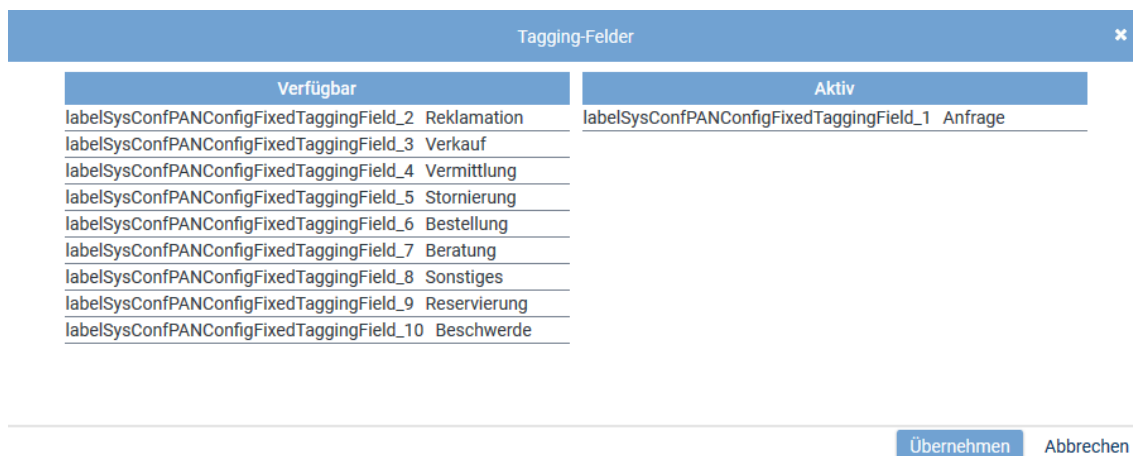 Tagging-Felder
Verfügbar
labelSysConfPANConfigFixedTaggingField_2 Reklamation
labelSysConfPANConfigFixedTaggingField_3 Verkauf
labelSysConfPANConfigFixedTaggingField_4 Vermittlung
labelSysConfPANConfigFixedTaggingField_5 Stornierung
labelSysConfPANConfigFixedTaggingField_6 Bestellung
labelSysConfPANConfigFixedTaggingField_7 Beratung
labelSysConfPANConfigFixedTaggingField_8 Sonstiges
labelSysConfPANConfigFixedTaggingField_9 Reservierung
labelSysConfPANConfigFixedTaggingField_10 Beschwerde
Aktiv
labelSysConfPANConfigFixedTaggingField_1 Anfrage
Übernehmen Abbrechen